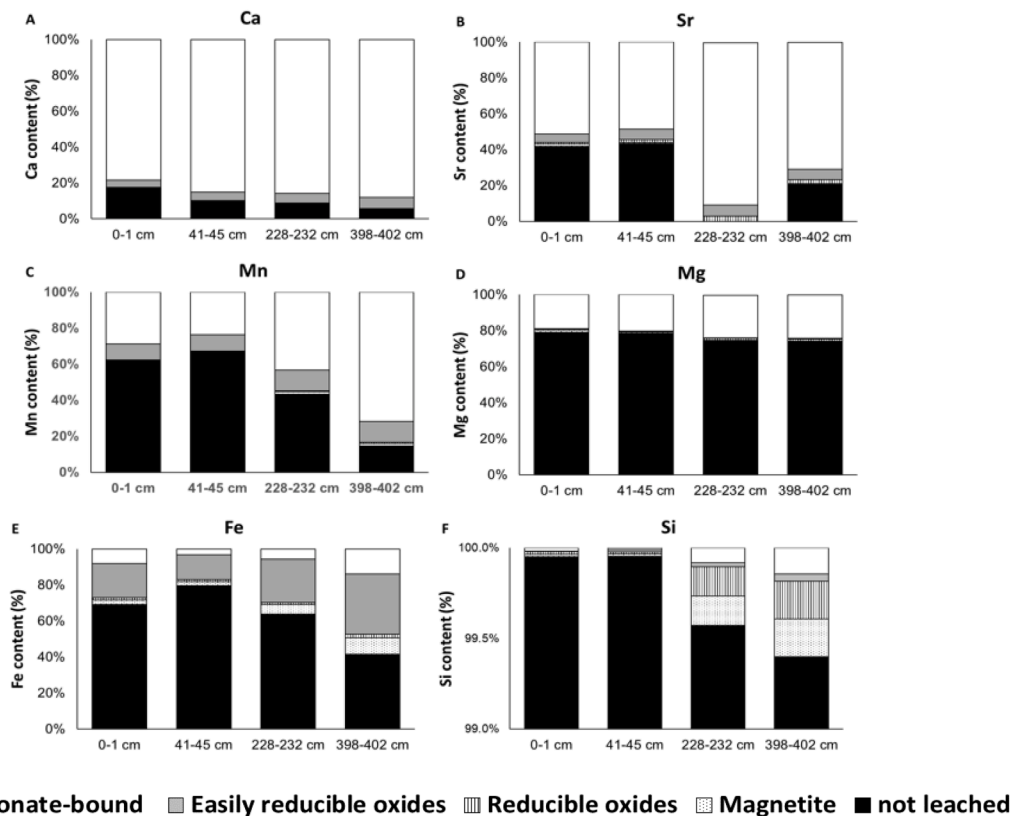 A Ca
Ca content (%)
100%
80%
60%
40%
20%
0%
0-1 cm 41-45 cm 228-232 cm 398-402 cm
B Sr
Sr content (%)
100%
80%
60%
40%
20%
0%
0-1 cm 41-45 cm 228-232 cm 398-402 cm
C Mn
Mn content (%)
100%
80%
60%
40%
20%
0%
0-1 cm 41-45 cm 228-232 cm 398-402 cm
D Mg
Mg content (%)
100%
80%
60%
40%
20%
0%
0-1 cm 41-45 cm 228-232 cm 398-402 cm
E Fe
Fe content (%)
100%
80%
60%
40%
20%
0%
0-1 cm 41-45 cm 228-232 cm 398-402 cm
F Si
Si content (%)
100.0%
99.5%
99.0%
0-1 cm 41-45 cm 228-232 cm 398-402 cm
onate-bound Easily reducible oxides Reducible oxides Magnetite not leached